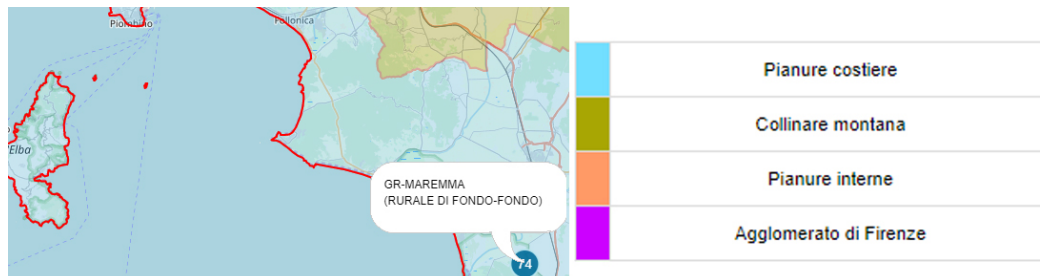 Piombino
Follonica
Elba
GR-MAREMMA
(RURALE DI FONDO-FONDO)
74
Pianure costiere
Collinare montana
Pianure interne
Agglomerato di Firenze